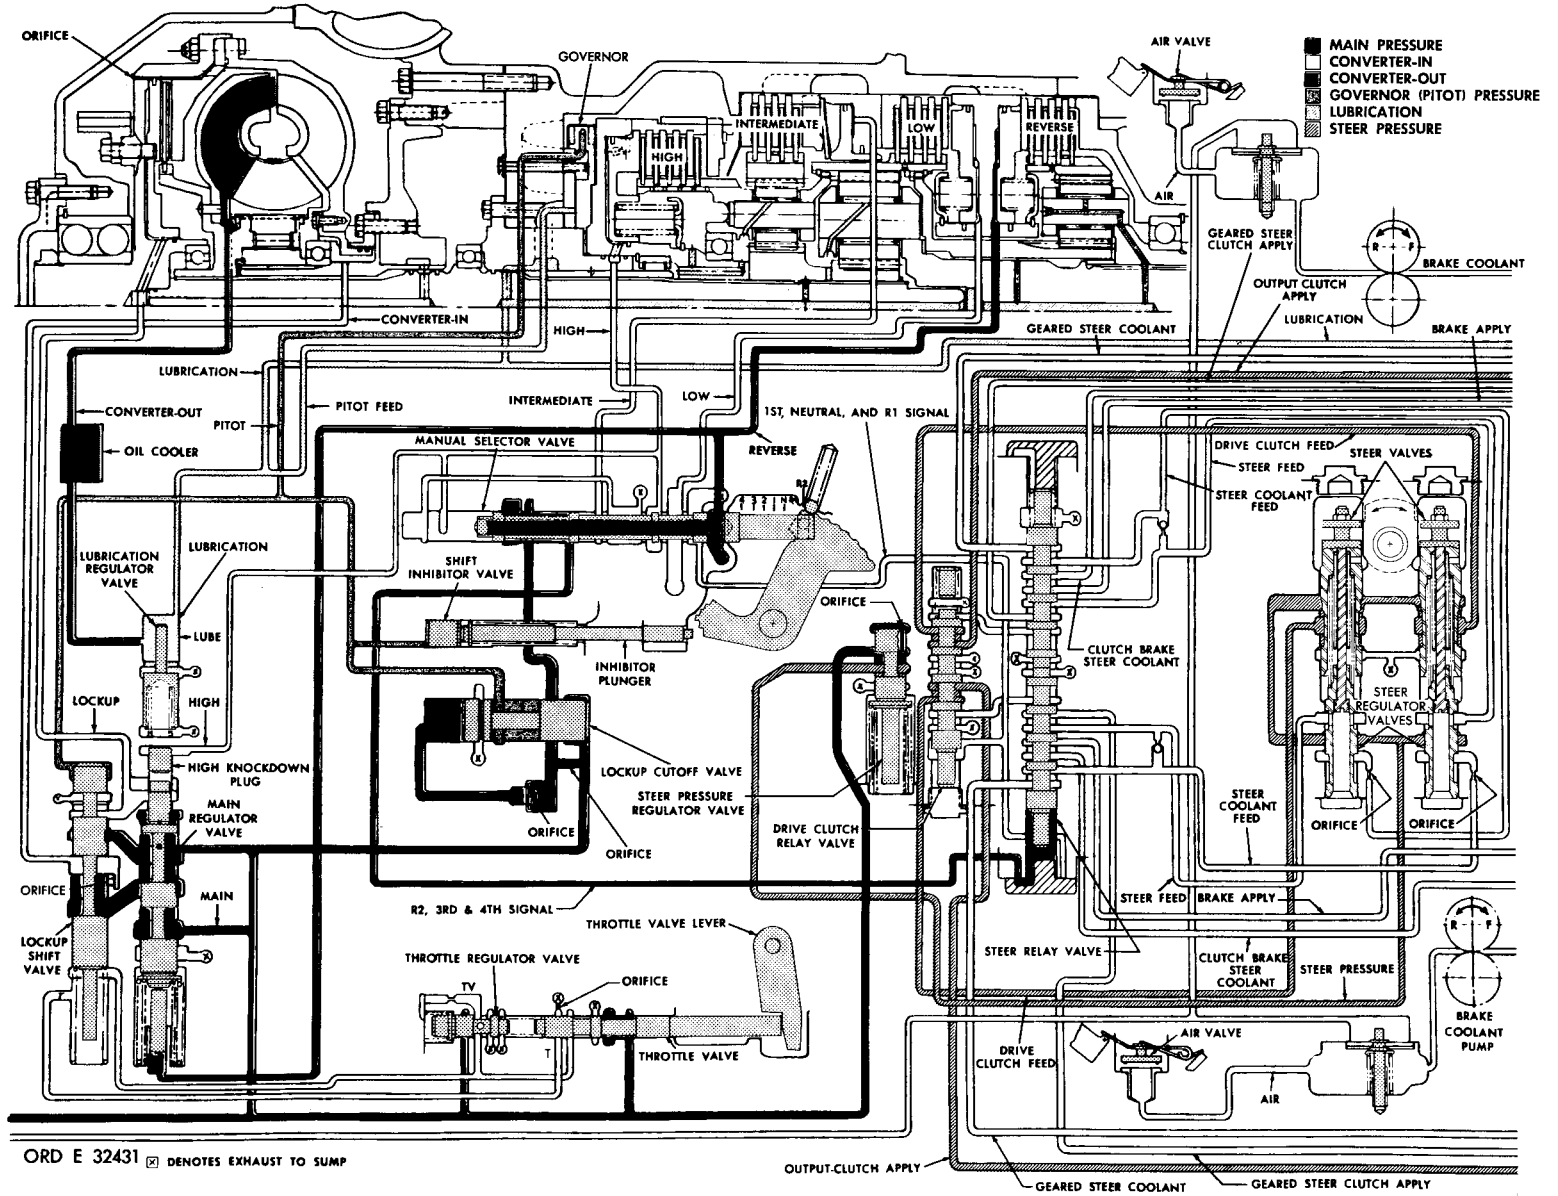 ORIFICE
GOVERNOR
AIR VALVE
MAIN PRESSURE
CONVERTER-IN
CONVERTER-OUT
GOVERNOR (PITOT) PRESSURE
LUBRICATION
STEER PRESSURE
INTERMEDIATE
LOW
REVERSE
HIGH
AIR
GEARED STEER
CLUTCH APPLY
R F
BRAKE COOLANT
OUTPUT CLUTCH
APPLY
CONVERTER-IN
HIGH
LUBRICATION
GEARED STEER COOLANT
BRAKE APPLY
LUBRICATION
INTERMEDIATE
LOW
CONVERTER-OUT
PITOT FEED
PITOT
1ST, NEUTRAL, AND R1 SIGNAL
MANUAL SELECTOR VALVE
REVERSE
DRIVE CLUTCH FEED
STEER VALVES
OIL COOLER
STEER FEED
R2
4 3 2 1 N R1
STEER COOLANT
FEED
LUBRICATION
REGULATOR
VALVE
LUBRICATION
SHIFT
INHIBITOR VALVE
ORIFICE
LUBE
INHIBITOR
PLUNGER
CLUTCH BRAKE
STEER COOLANT
LOCKUP
HIGH
STEER
REGULATOR
VALVES
HIGH KNOCKDOWN
PLUG
LOCKUP CUTOFF VALVE
STEER PRESSURE
REGULATOR VALVE
STEER
COOLANT
FEED
MAIN
REGULATOR
VALVE
ORIFICE
DRIVE CLUTCH
RELAY VALVE
ORIFICE
ORIFICE
ORIFICE
ORIFICE
MAIN
R2, 3RD & 4TH SIGNAL
STEER FEED
BRAKE APPLY
THROTTLE VALVE LEVER
R F
LOCKUP
SHIFT
VALVE
STEER RELAY VALVE
CLUTCH BRAKE
STEER
COOLANT
STEER PRESSURE
THROTTLE REGULATOR VALVE
TV
ORIFICE
BRAKE
COOLANT
PUMP
AIR VALVE
T
THROTTLE VALVE
DRIVE
CLUTCH FEED
AIR
ORD E 32431
X DENOTES EXHAUST TO SUMP
OUTPUT-CLUTCH APPLY
GEARED STEER COOLANT
GEARED STEER CLUTCH APPLY